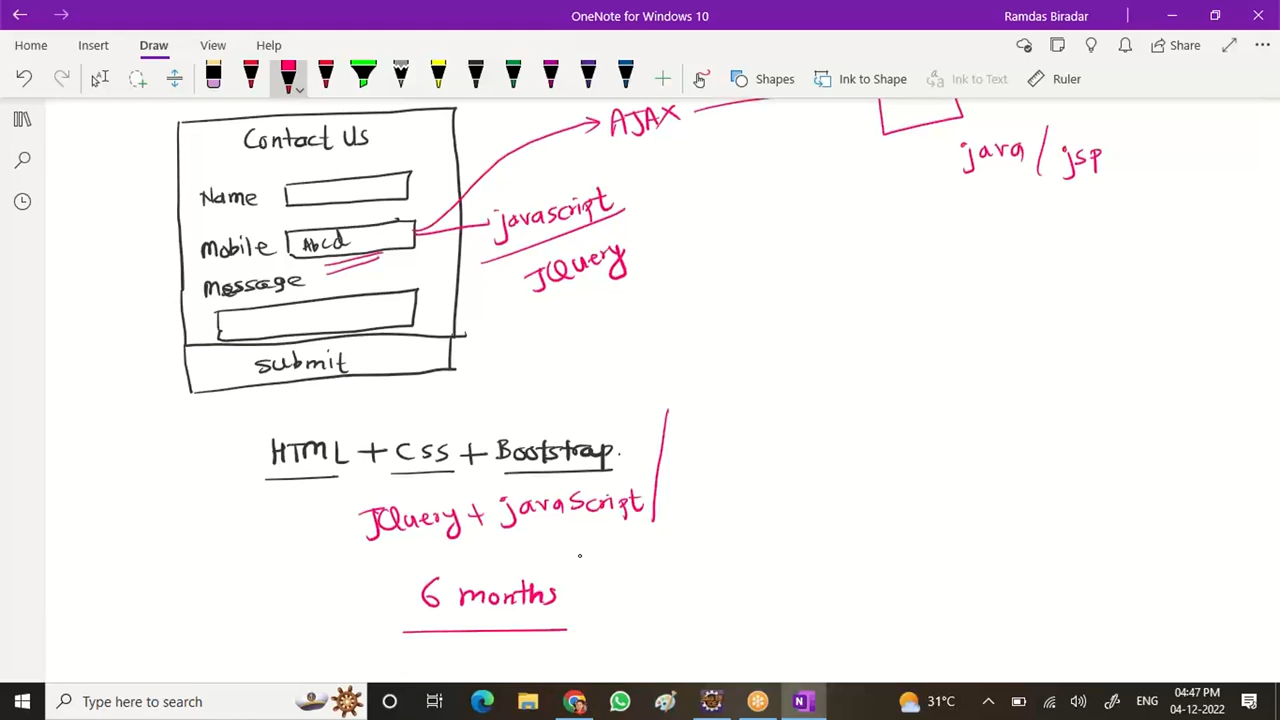 OneNote for Windows 10
Ramdas Biradar
Home Insert Draw View Help
Share
Shapes
Ink to Shape
Ink to Text
Ruler
Contact Us
AJAX
java / jsp
Name
javascript
Mobile Abcd
JQuery
Message
submit
HTML + CSS + Bootstrap.
JQuery + javaScript
6 months
Type here to search
31°C
ENG
04:47 PM
04-12-2022